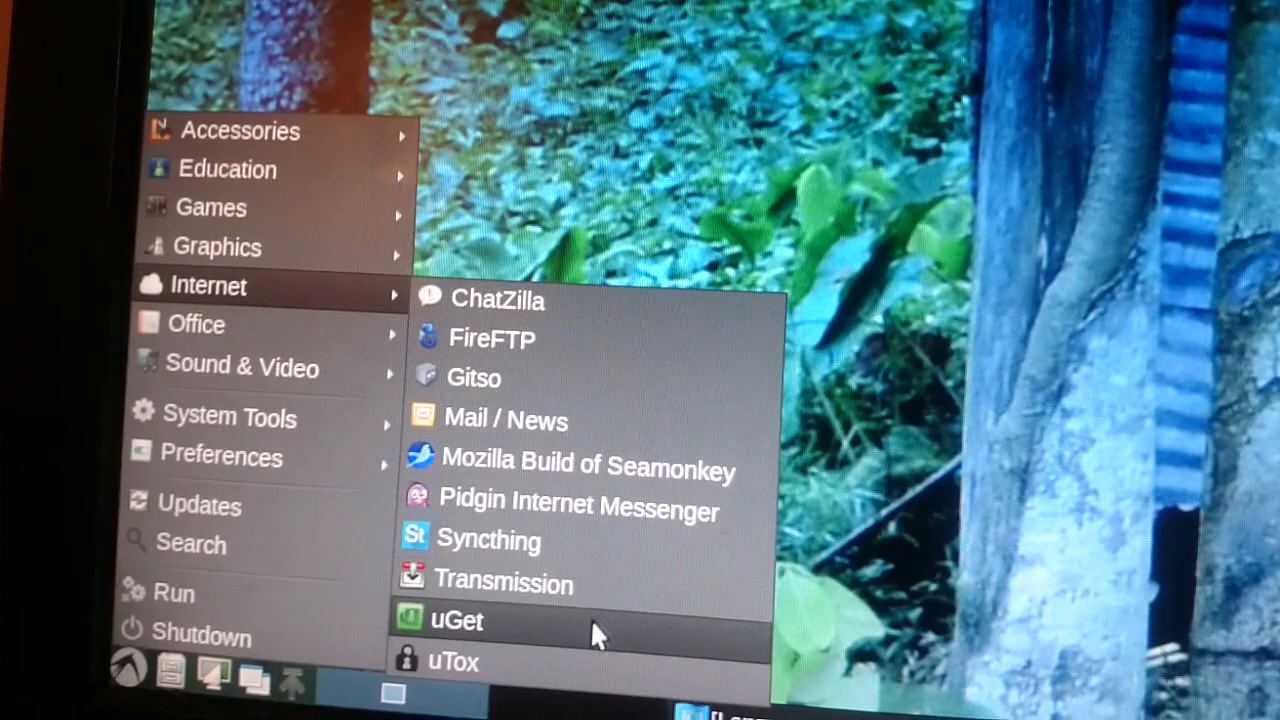 Accessories
Education
Games
Graphics
Internet
Office
Sound & Video
System Tools
Preferences
Updates
Search
Run
Shutdown
ChatZilla
FireFTP
Gitso
Mail / News
Mozilla Build of Seamonkey
Pidgin Internet Messenger
St Syncthing
Transmission
uGet
uTox